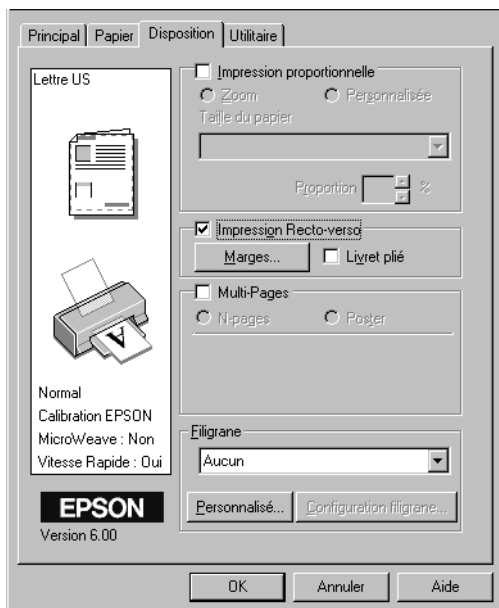 Principal Papier Disposition Utilitaire
Lettre US
Normal
Calibration EPSON
MicroWeave : Non
Vitesse Rapide : Oui
EPSON
Version 6.00
Impression proportionnelle
Zoom Personnalisée
Taille du papier
Proportion %
Impression Recto-verso
Marges... Livret plié
Multi-Pages
N-pages Poster
Filigrane
Aucun
Personnalisé... Configuration filigrane...
OK Annuler Aide